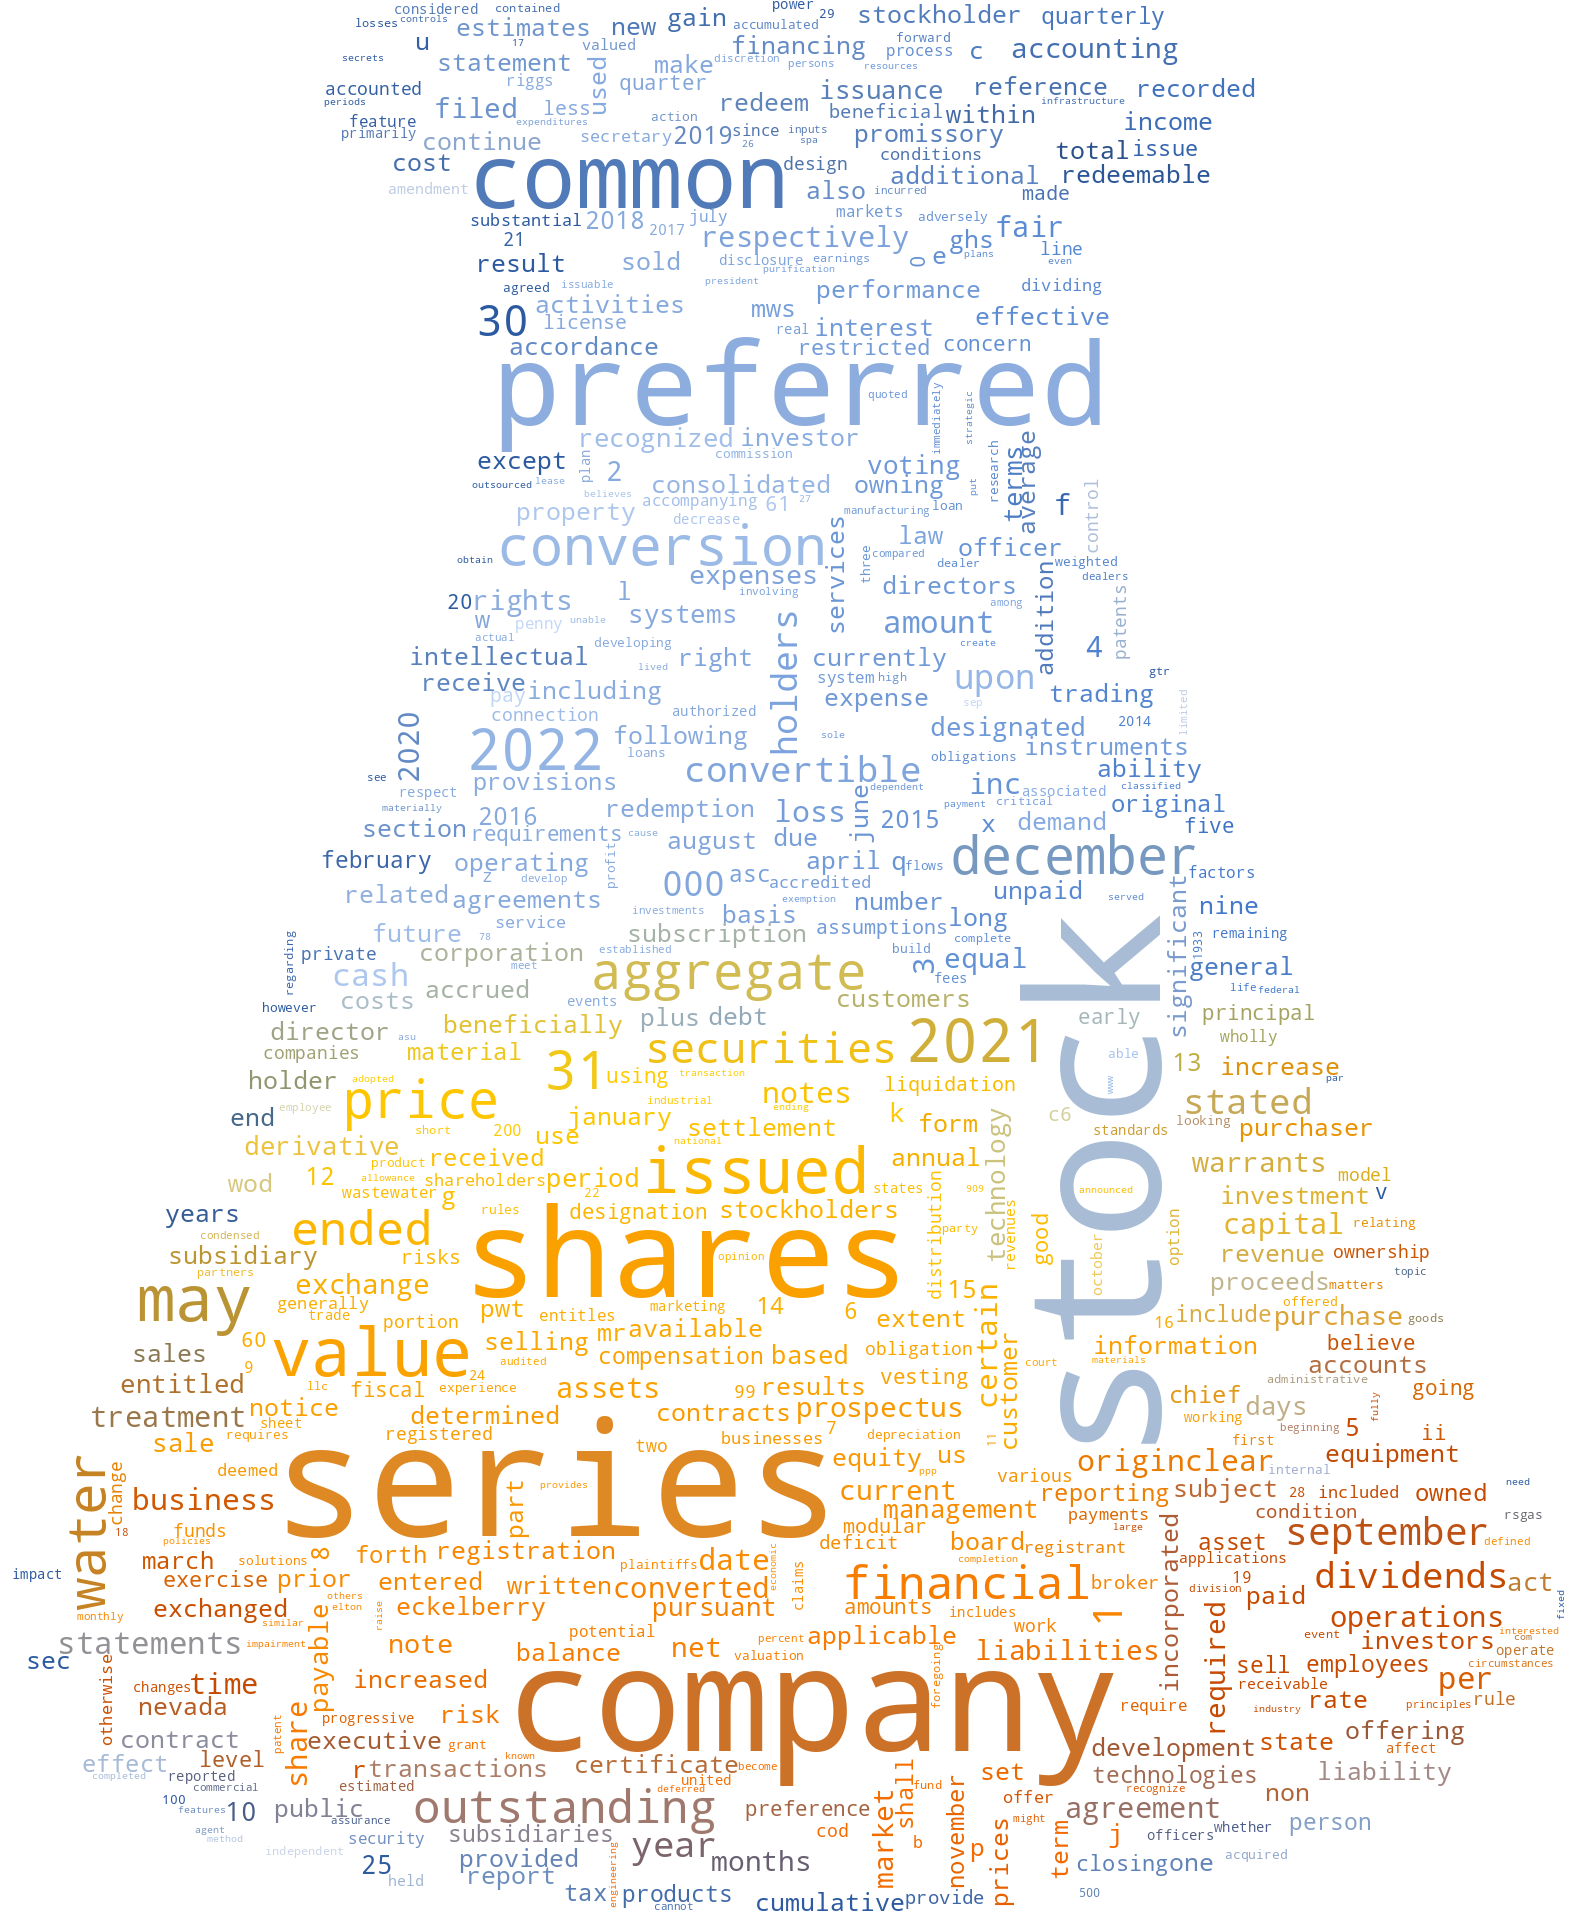 considered contained power 29 stockholder quarterly
losses controls estimates new gain accumulated
u 17 valued financing forward process c accounting
secrets statement used make discretion persons resources
riggs quarter issuance reference recorded
accounted periods filed less redeem beneficial within infrastructure
feature expenditures action income
primarily continue secretary 2019 since inputs promissory
26 spa total issue
cost common design conditions
amendment also additional redeemable
incurred made
substantial 2018 2017 july markets adversely fair
21 respectively ghs line
result sold disclosure earnings O e plans even
purification
agreed issuable president performance dividing
30 activities mws effective
license real interest
accordance restricted concern
preferred quoted immediately strategic
recognized investor average
except plan 2 commission voting research terms
outsourced lease consolidated owning put
believes accompanying 61 27 f control
property decrease manufacturing loan
conversion services law officer
obtain three compared dealer weighted
expenses directors dealers
20 rights l involving among addition patents
w penny unable systems holders amount
actual developing create 4
intellectual lived right currently
receive system high upon gtr
pay including expense trading
connection authorized sep limited
2020 2022 following sole designated 2014
loans obligations instruments
see provisions convertible ability
respect dependent inc associated classified
materially 2016 redemption loss june payment critical original
section requirements cause august due 2015 x demand five
february operating profit april q flows december
z develop 000 asc accredited factors
related agreements investments basis exemption number unpaid served nine
service assumptions long significant
future 78 subscription remaining
regarding private corporation established build complete 1933
cash meet aggregate 3 equal general
accrued events fees life federal
however costs customers stock
director beneficially plus debt early principal
asu 2021 wholly
companies material securities able 13
holder adopted 31 using transaction liquidation increase par
price industrial notes www stated
end employee january ending k form technology c6
short 200 use settlement standards looking purchaser
derivative product received national annual
allowance warrants
wod 12 shareholders period issued states 909 announced model
wastewater g 22 investment v
years rules designation stockholders distribution revenues capital relating
condensed shares party good option
subsidiary ended risks opinion revenue ownership
partners october topic
exchange 15 proceeds matters
may generally offered
trade portion pwt entitles marketing 14 6 extent certain 16 include purchase goods
60 value selling mr available information believe
sales audited compensation based obligation customer court materials accounts
9
entitled llc fiscal 24 experience assets 99 results vesting administrative going
treatment notice determined contracts prospectus chief days fully
sheet working beginning 5
sale requires registered two businesses 7 depreciation 11 first ii
deemed series equity us originclear equipment
water change part provides ppp various internal need
business current reporting subject 28 included owned
18 funds modular management payments condition rsgas
policies deficit large september defined
march solutions 8 forth registration plaintiffs date economic board registrant incorporated asset
impact completion applications
exercise prior entered written converted claims financial broker division 19 paid dividends act
monthly exchanged others elton eckelberry pursuant amounts includes 1 required fixed
similar raise operations
statements impairment payable potential work event interested
note balance net percent applicable liabilities investors com
sec valuation foregoing sell employees operate
otherwise changes time increased receivable per circumstances
nevada patent progressive risk company require industry rate principles rule
contract share executive grant state offering
effect level known development affect
completed reported r transactions certificate become set technologies liability
commercial estimated united shall fund recognize non
100 features 10 public deferred offer
agent assurance outstanding preference might agreement
method security subsidiaries cod market november prices term j officers whether person
independent year b p
25 provided months closing one acquired
held report engineering
tax products cumulative provide 500
cannot